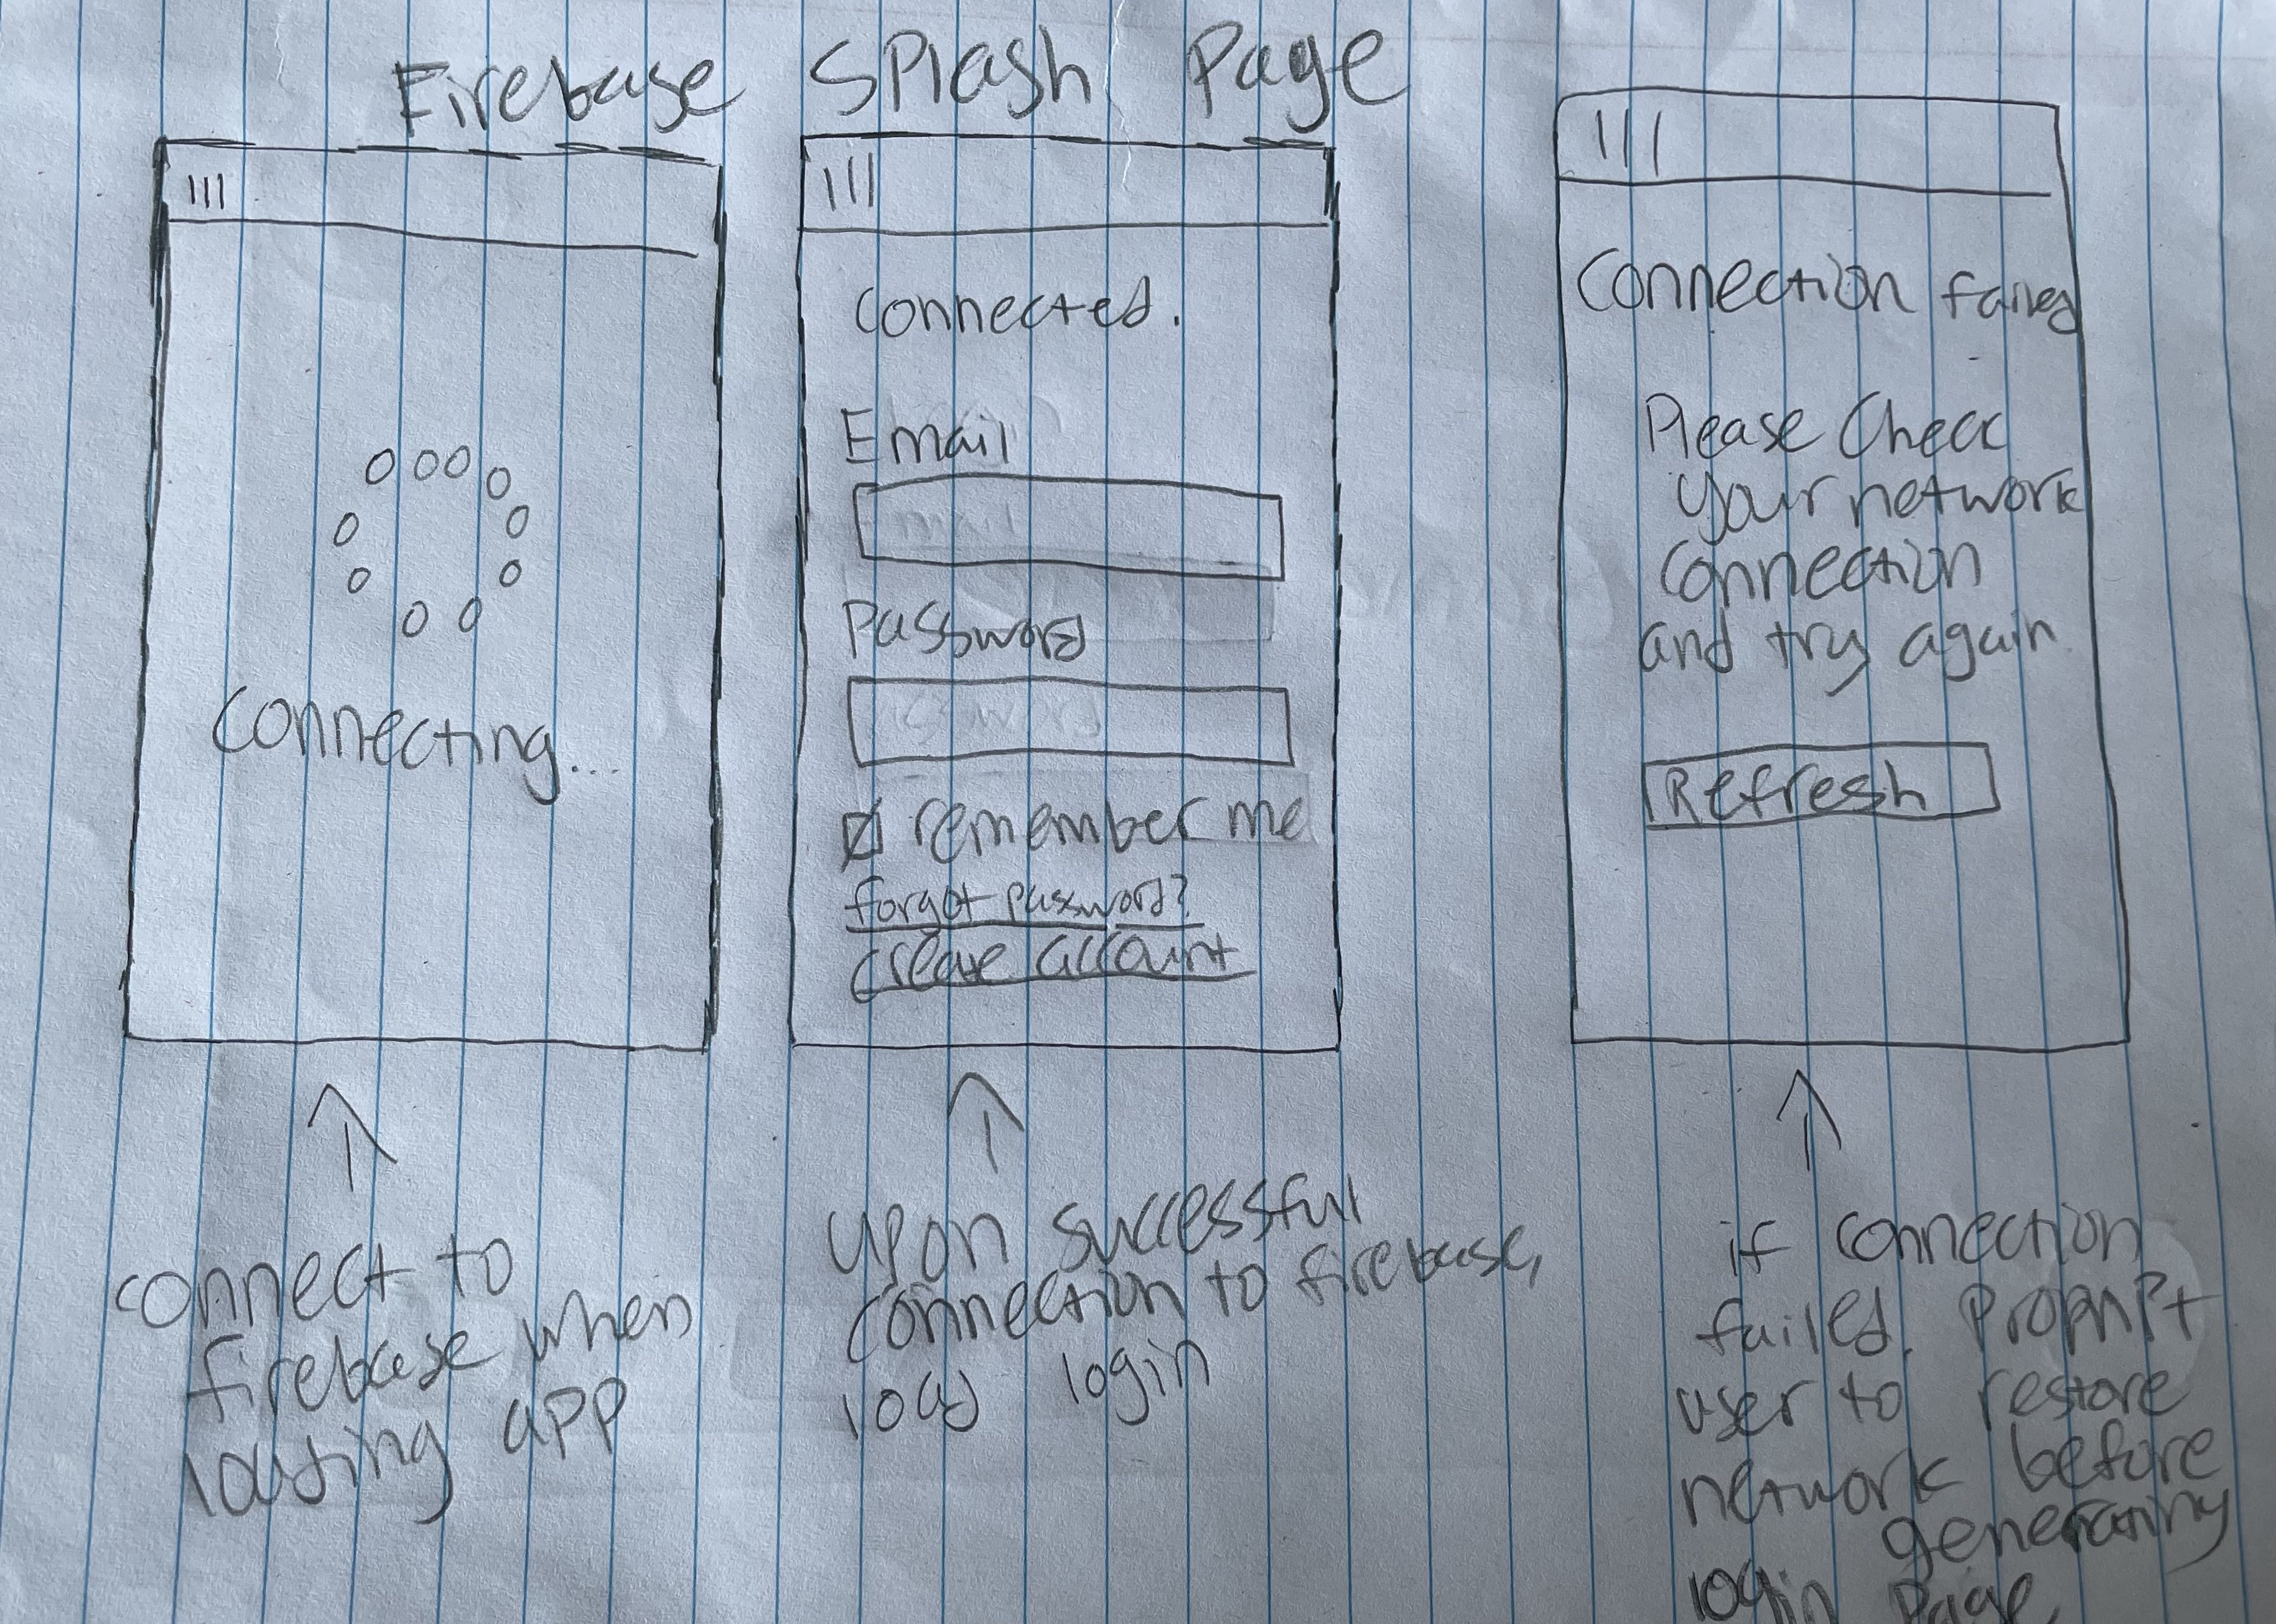 Firebase Splash Page
Connecting...
connect to
firebase when
loading app
Connected.
Email
Password
remember me
forgot password?
create account
upon successful
connection to firebase,
load login
Connection failed
Please Check
your network
connection
and try again
Refresh
if connection
failed. Prompt
user to restore
network before
generating
login page